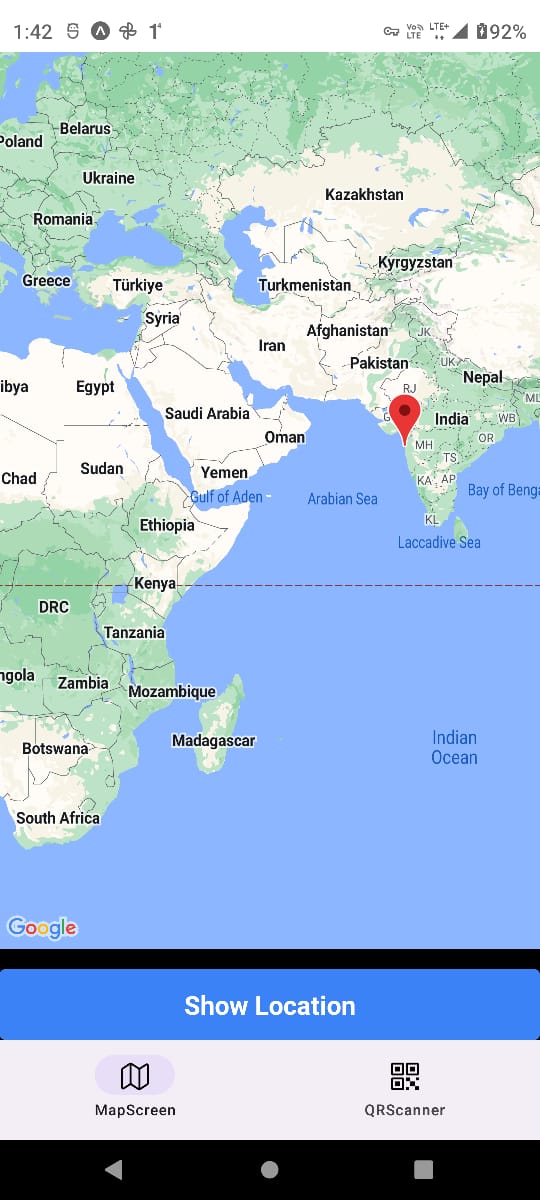 1:42
1⁴
Vo)) LTE
LTE+
92%
Belarus
Poland
Ukraine
Kazakhstan
Romania
Kyrgyzstan
Greece
Türkiye
Turkmenistan
Syria
Afghanistan
JK
Iran
Pakistan
UK
Nepal
ibya
Egypt
RJ
ML
Saudi Arabia
G
India
WB
Oman
MH
OR
TS
Chad
Sudan
Yemen
KA
AP
Gulf of Aden
Arabian Sea
Bay of Benga
Ethiopia
KL
Laccadive Sea
Kenya
DRC
Tanzania
ngola
Zambia
Mozambique
Madagascar
Indian
Ocean
Botswana
South Africa
Google
Show Location
MapScreen
QRScanner